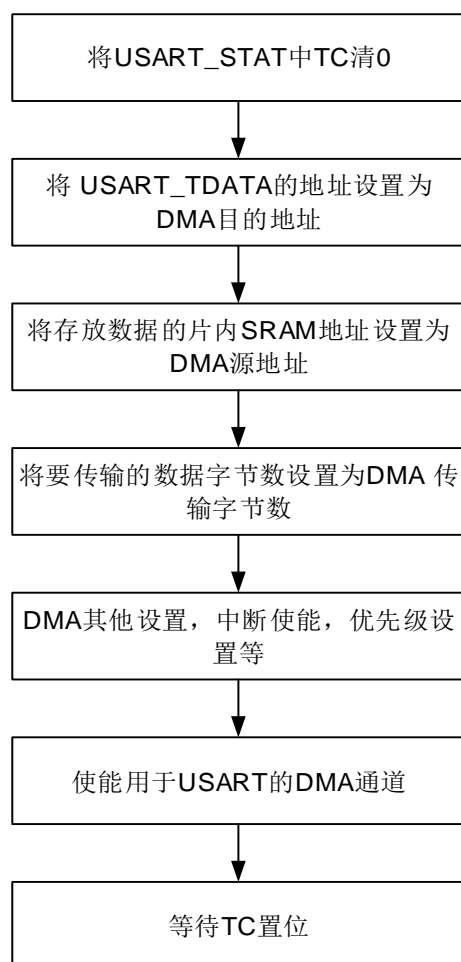 将USART_STAT中TC清0
将 USART_TDATA的地址设置为
DMA目的地址
将存放数据的片内SRAM地址设置为
DMA源地址
将要传输的数据字节数设置为DMA 传
输字节数
DMA其他设置，中断使能，优先级设
置等
使能用于USART的DMA通道
等待TC置位